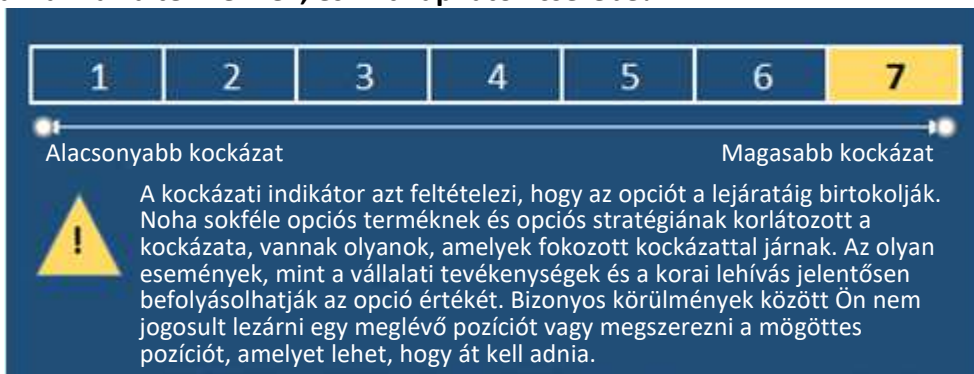 1 2 3 4 5 6 7
Alacsonyabb kockázat Magasabb kockázat
A kockázati indikátor azt feltételezi, hogy az opciót a lejáratáig birtokolják.
Noha sokféle opciós terméknek és opciós stratégiának korlátozott a
kockázata, vannak olyanok, amelyek fokozott kockázattal járnak. Az olyan
események, mint a vállalati tevékenységek és a korai lehívás jelentősen
befolyásolhatják az opció értékét. Bizonyos körülmények között Ön nem
jogosult lezárni egy meglévő pozíciót vagy megszerezni a mögöttes
pozíciót, amelyet lehet, hogy át kell adnia.